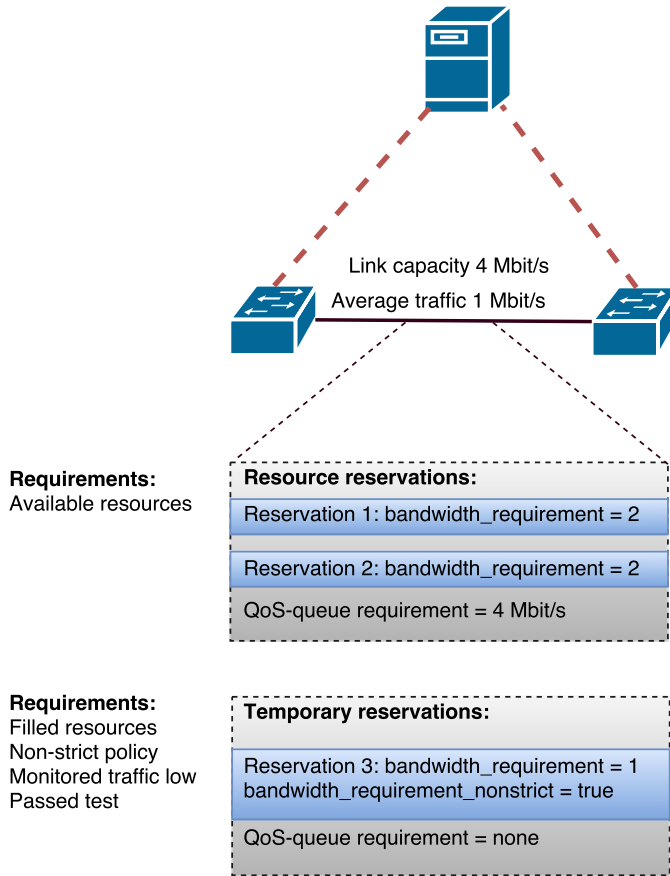 Link capacity 4 Mbit/s
Average traffic 1 Mbit/s
Requirements:
Available resources
Resource reservations:
Reservation 1: bandwidth_requirement = 2
Reservation 2: bandwidth_requirement = 2
QoS-queue requirement = 4 Mbit/s
Requirements:
Filled resources
Non-strict policy
Monitored traffic low
Passed test
Temporary reservations:
Reservation 3: bandwidth_requirement = 1
bandwidth_requirement_nonstrict = true
QoS-queue requirement = none